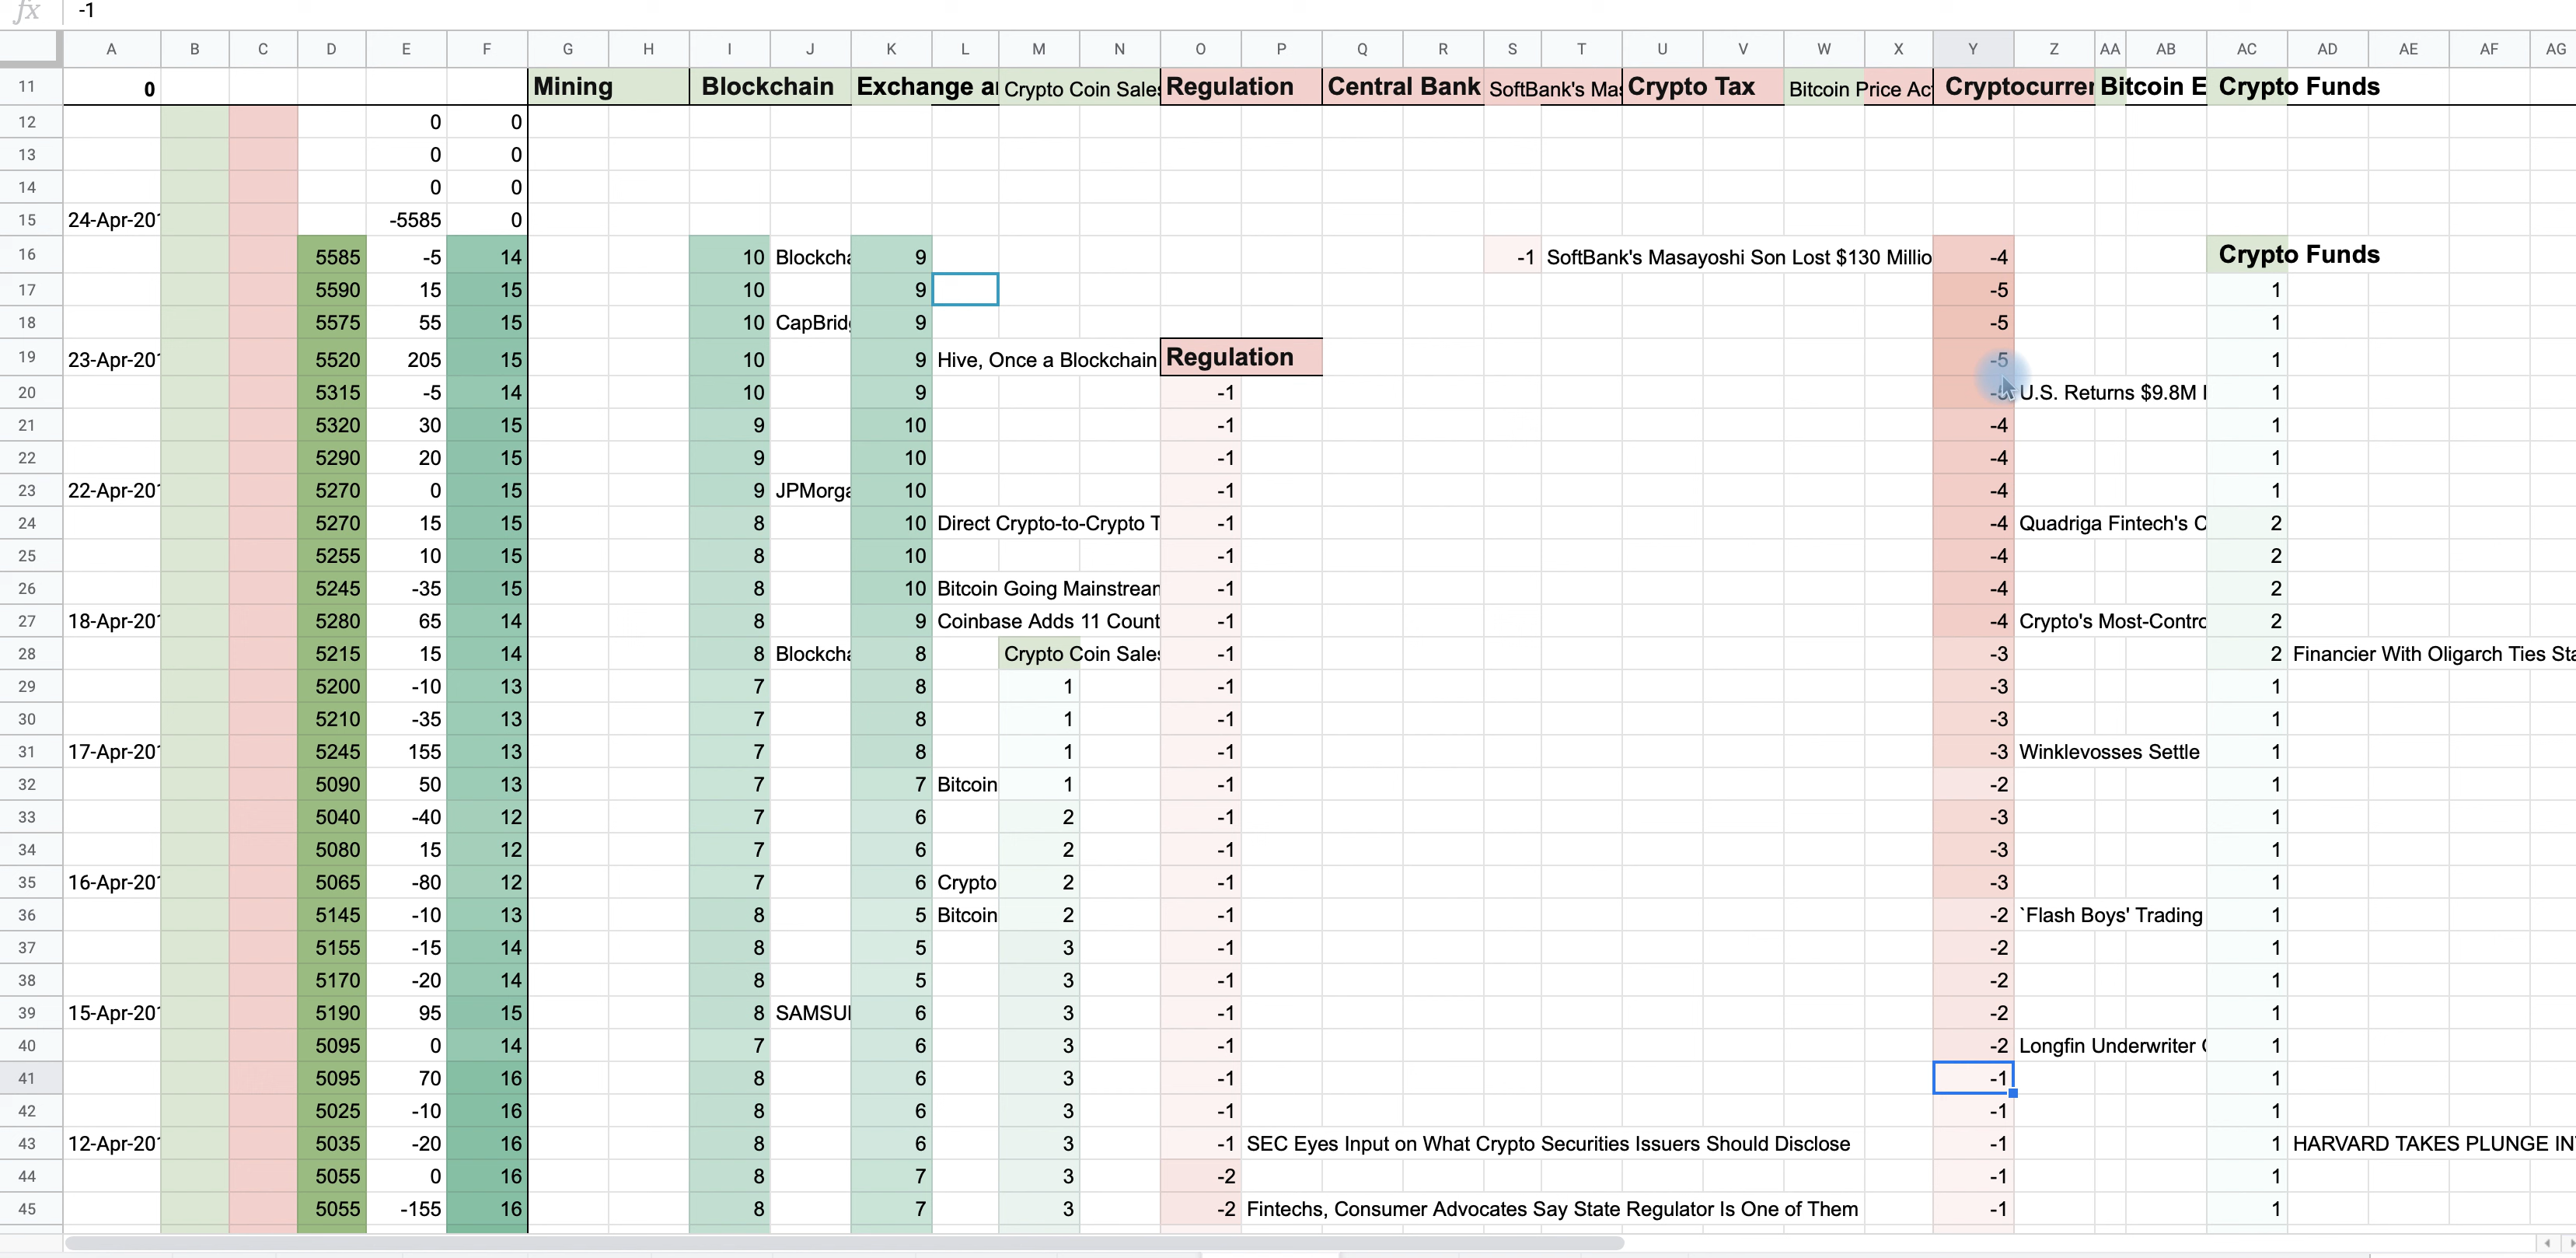 fx -1
A B C D E F G H I J K L M N O P Q R S T U V W X Y Z AA AB AC AD AE AF AG
11 0 Mining Blockchain Exchange a Crypto Coin Sales Regulation Central Bank SoftBank's Ma Crypto Tax Bitcoin Price Ac Cryptocurre Bitcoin E Crypto Funds
12 0 0
13 0 0
14 0 0
15 24-Apr-20 -5585 0
16 5585 -5 14 10 Blockcha 9 -1 SoftBank's Masayoshi Son Lost $130 Millio -4 Crypto Funds
17 5590 15 15 10 9 -5 1
18 5575 55 15 10 CapBrid 9 -5 1
19 23-Apr-20 5520 205 15 10 9 Hive, Once a Blockchain Regulation -5 1
20 5315 -5 14 10 9 -1 -5 U.S. Returns $9.8M 1
21 5320 30 15 9 10 -1 -4 1
22 5290 20 15 9 10 -1 -4 1
23 22-Apr-20 5270 0 15 9 JPMorga 10 -1 -4 1
24 5270 15 15 8 10 Direct Crypto-to-Crypto T -1 -4 Quadriga Fintech's C 2
25 5255 10 15 8 10 -1 -4 2
26 5245 -35 15 8 10 Bitcoin Going Mainstream -1 -4 2
27 18-Apr-20 5280 65 14 8 9 Coinbase Adds 11 Count -1 -4 Crypto's Most-Contro 2
28 5215 15 14 8 Blockcha 8 Crypto Coin Sales -1 -3 2 Financier With Oligarch Ties Sta
29 5200 -10 13 7 8 1 -1 -3 1
30 5210 -35 13 7 8 1 -1 -3 1
31 17-Apr-20 5245 155 13 7 8 1 -1 -3 Winklevosses Settle 1
32 5090 50 13 7 7 Bitcoin 1 -1 -2 1
33 5040 -40 12 7 6 2 -1 -3 1
34 5080 15 12 7 6 2 -1 -3 1
35 16-Apr-20 5065 -80 12 7 6 Crypto 2 -1 -3 1
36 5145 -10 13 8 5 Bitcoin 2 -1 -2 `Flash Boys' Trading 1
37 5155 -15 14 8 5 3 -1 -2 1
38 5170 -20 14 8 5 3 -1 -2 1
39 15-Apr-20 5190 95 15 8 SAMSU 6 3 -1 -2 1
40 5095 0 14 7 6 3 -1 -2 Longfin Underwriter 1
41 5095 70 16 8 6 3 -1 -1 1
42 5025 -10 16 8 6 3 -1 -1 1
43 12-Apr-20 5035 -20 16 8 6 3 -1 SEC Eyes Input on What Crypto Securities Issuers Should Disclose -1 1 HARVARD TAKES PLUNGE IN
44 5055 0 16 8 7 3 -2 -1 1
45 5055 -155 16 8 7 3 -2 Fintechs, Consumer Advocates Say State Regulator Is One of Them -1 1